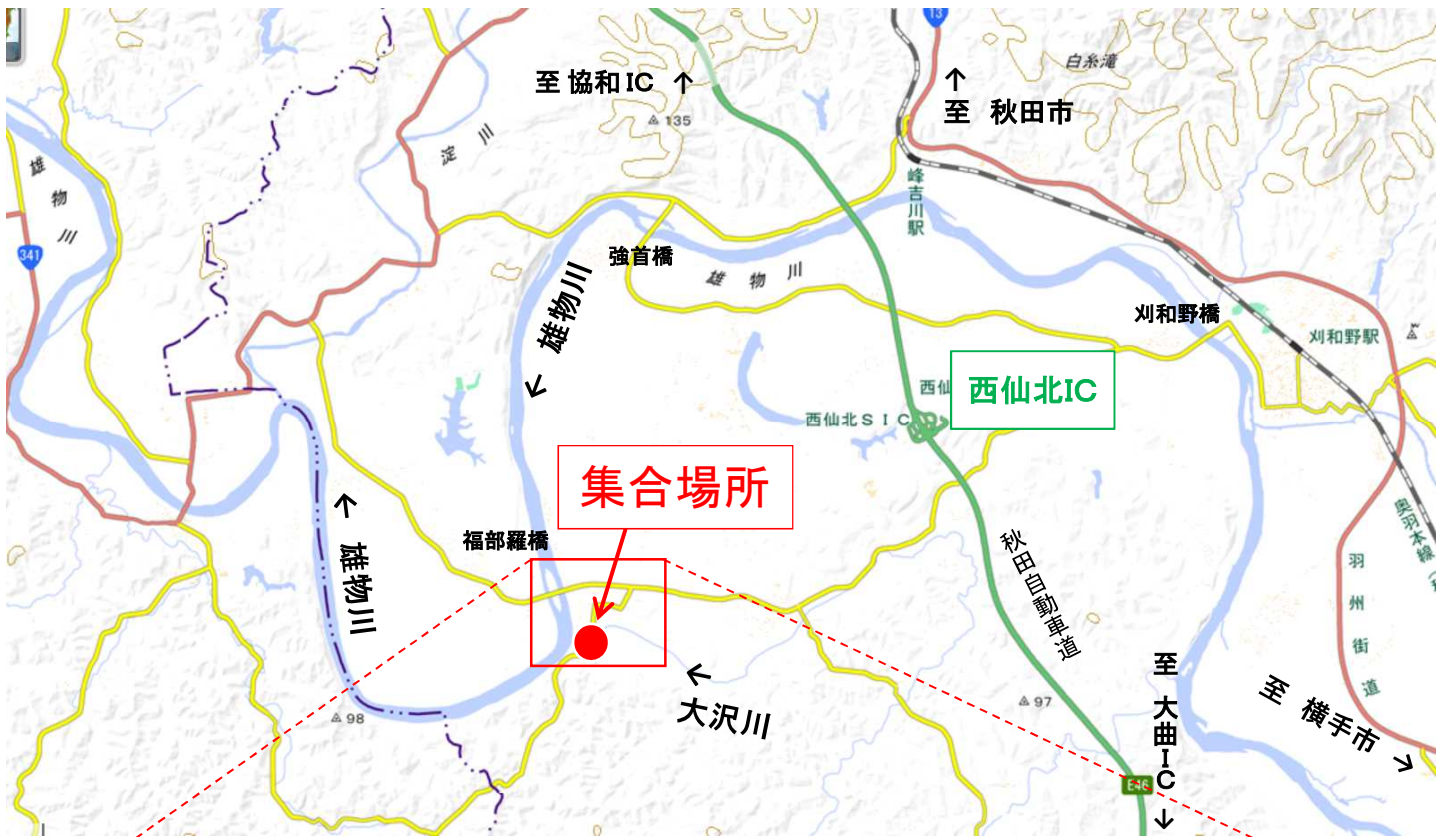 13
白糸滝
至 協和IC ↑
↑
至 秋田市
135
淀川
雄物川
峰吉川駅
341
強首橋
雄物川
← 雄物川
刈和野橋
刈和野駅
西仙
西仙北IC
西仙北SIC
集合場所
← 雄物川
福部羅橋
秋田自動車道
奥羽本線
羽州街道
←
大沢川
98
97
至 大曲IC →
至 横手市 →
E46